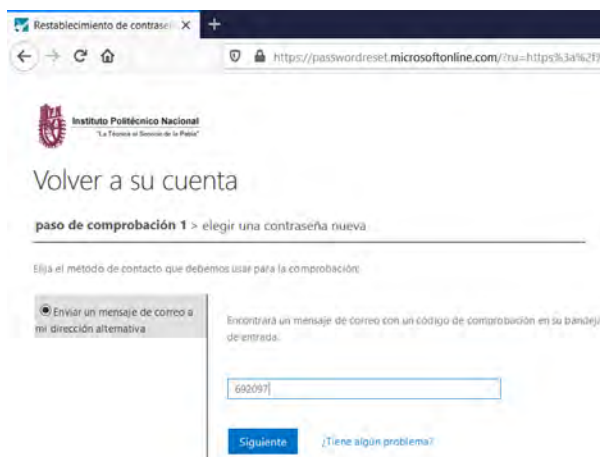 Restablecimiento de contrase
https://passwordreset.microsoftonline.com/?ru=https%3a%2f%
Instituto Politécnico Nacional
"La Técnica al Servicio de la Patria"
Volver a su cuenta
paso de comprobación 1 > elegir una contraseña nueva
Elija el método de contacto que debemos usar para la comprobación:
Enviar un mensaje de correo a
mi dirección alternativa
Encontrará un mensaje de correo con un código de comprobación en su bandeja
de entrada.
692097
Siguiente
¿Tiene algún problema?